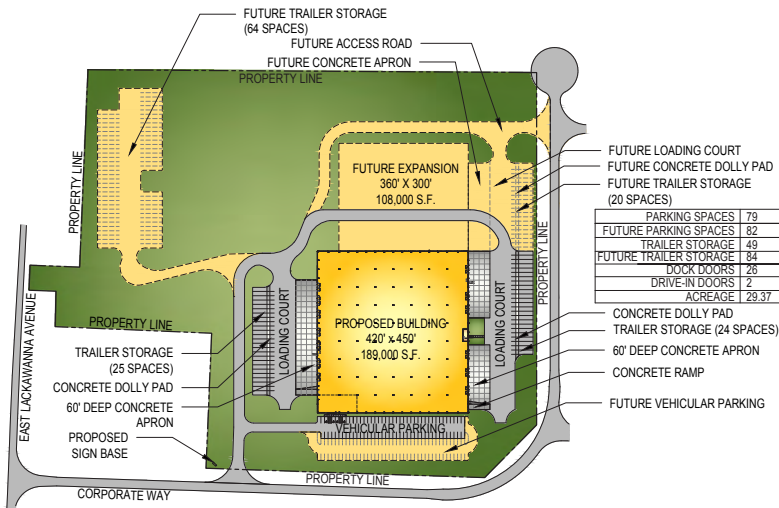 FUTURE TRAILER STORAGE
(64 SPACES)
FUTURE ACCESS ROAD
FUTURE CONCRETE APRON
PROPERTY LINE
PROPERTY LINE
PROPERTY LINE
FUTURE EXPANSION
360' X 300'
108,000 S.F.
FUTURE LOADING COURT
FUTURE CONCRETE DOLLY PAD
FUTURE TRAILER STORAGE
(20 SPACES)
PARKING SPACES 79
FUTURE PARKING SPACES 82
TRAILER STORAGE 49
FUTURE TRAILER STORAGE 84
DOCK DOORS 26
DRIVE-IN DOORS 2
ACREAGE 29.37
PROPERTY LINE
EAST LACKAWANNA AVENUE
PROPERTY LINE
LOADING COURT
PROPOSED BUILDING
420' x 450'
189,000 S.F.
LOADING COURT
CONCRETE DOLLY PAD
TRAILER STORAGE (24 SPACES)
60' DEEP CONCRETE APRON
CONCRETE RAMP
FUTURE VEHICULAR PARKING
TRAILER STORAGE
(25 SPACES)
CONCRETE DOLLY PAD
60' DEEP CONCRETE
APRON
PROPOSED
SIGN BASE
VEHICULAR PARKING
PROPERTY LINE
CORPORATE WAY